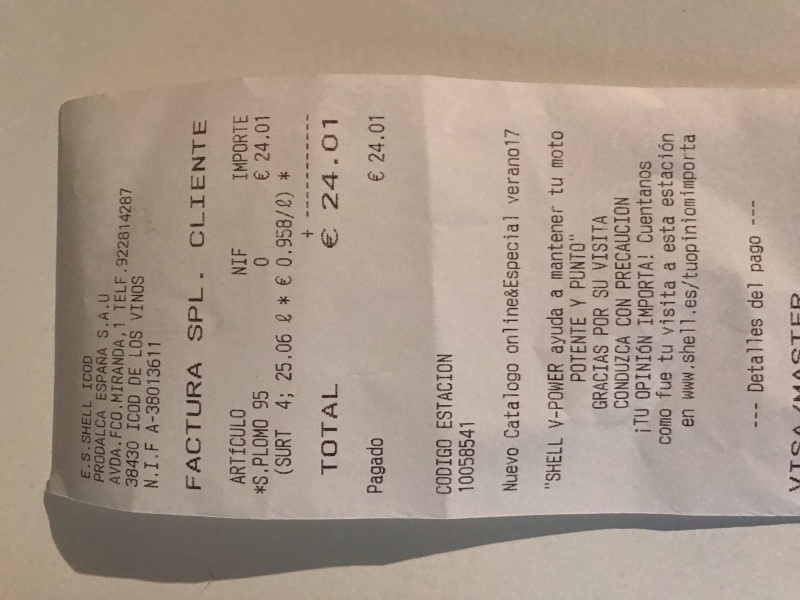 E.S.SHELL ICOD
PRODALCA ESPAÑA S.A.U
AVDA:FCO.MIRANDA,1 TELF.922814287
38430 ICOD DE LOS VINOS
N.I.F A-38013611
FACTURA SPL. CLIENTE
ARTíCULO NIF IMPORTE
*S,PLOMO 95 0 € 24.01
(SURT 4; 25.06 ℓ * € 0.958/ℓ) *
+ -----------
TOTAL € 24.01
Pagado € 24.01
CODIGO ESTACION
10058541
Nuevo Catalogo online&Especial verano17
"SHELL V-POWER ayuda a mantener tu moto
POTENTE Y PUNTO"
GRACIAS POR SU VISITA
CONDUZCA CON PRECAUCION
¡TU OPINIÓN IMPORTA! Cuentanos
como fue tu visita a esta estación
en www.shell.es/tuopiniomimporta
--- Detalles del pago ---
VISA/MASTER